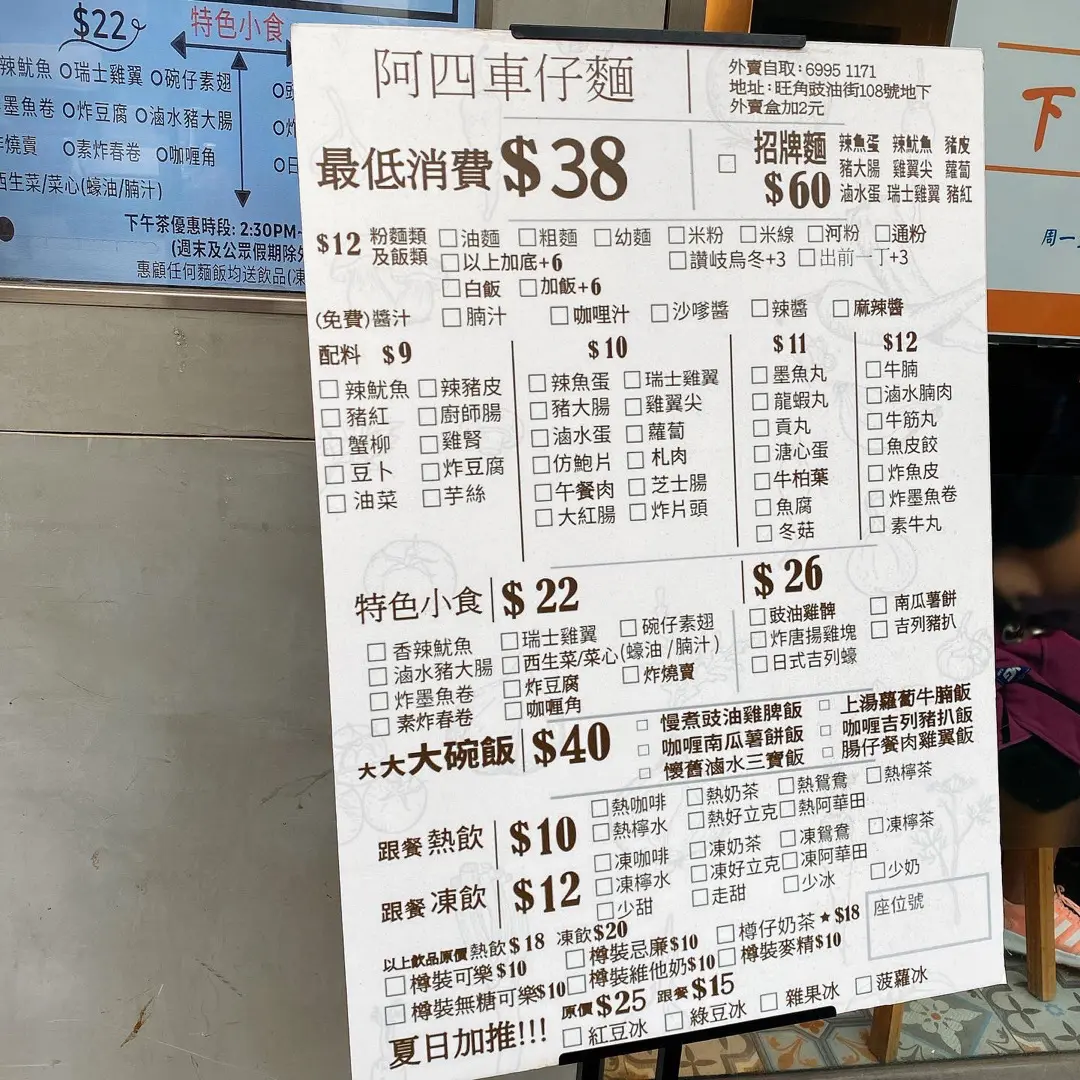 $22
特色小食
辣魷魚 O瑞士雞翼 O碗仔素翅
墨魚卷 O炸豆腐 O滷水豬大腸
燒賣 O素炸春卷 O咖喱角
西生菜/菜心(蠔油/腩汁)
下午茶優惠時段: 2:30PM-
(週末及公眾假期除外
惠顧任何麵飯均送飲品(凍
下
周一
阿四車仔麵
外賣自取：6995 1171
地址：旺角豉油街108號地下
外賣盒加2元
最低消費 $38
招牌麵 $60
辣魚蛋 辣魷魚 豬皮
豬大腸 雞翼尖 蘿蔔
滷水蛋 瑞士雞翼 豬紅
$12 粉麵類及飯類 □油麵 □粗麵 □幼麵 □米粉 □米線 □河粉 □通粉
□以上加底+6 □讚岐烏冬+3 □出前一丁+3
□白飯 □加飯+6
(免費)醬汁 □腩汁 □咖哩汁 □沙嗲醬 □辣醬 □麻辣醬
配料 $9
□辣魷魚 □辣豬皮
□豬紅 □廚師腸
□蟹柳 □雞腎
□豆卜 □炸豆腐
□油菜 □芋絲
$10
□辣魚蛋 □瑞士雞翼
□豬大腸 □雞翼尖
□滷水蛋 □蘿蔔
□仿鮑片 □札肉
□午餐肉 □芝士腸
□大紅腸 □炸片頭
$11
□墨魚丸
□龍蝦丸
□貢丸
□溏心蛋
□牛柏葉
□魚腐
□冬菇
$12
□牛腩
□滷水腩肉
□牛筋丸
□魚皮餃
□炸魚皮
□炸墨魚卷
□素牛丸
特色小食 $22
□香辣魷魚 □瑞士雞翼 □碗仔素翅
□滷水豬大腸 □西生菜/菜心(蠔油/腩汁)
□炸墨魚卷 □炸豆腐 □炸燒賣
□素炸春卷 □咖喱角
$26
□豉油雞髀 □南瓜薯餅
□炸唐揚雞塊 □吉列豬扒
□日式吉列蠔
大大大碗飯 $40
□慢煮豉油雞脾飯 □上湯蘿蔔牛腩飯
□咖喱南瓜薯餅飯 □咖喱吉列豬扒飯
□懷舊滷水三寶飯 □腸仔餐肉雞翼飯
跟餐熱飲 $10
□熱咖啡 □熱奶茶 □熱鴛鴦 □熱檸茶
□熱檸水 □熱好立克 □熱阿華田
跟餐凍飲 $12
□凍咖啡 □凍奶茶 □凍鴛鴦 □凍檸茶
□凍檸水 □凍好立克 □凍阿華田
□少甜 □走甜 □少冰 □少奶
座位號
以上飲品原價 熱飲$18 凍飲$20 □樽仔奶茶★$18
□樽裝可樂$10 □樽裝忌廉$10 □樽裝麥精$10
□樽裝無糖可樂$10 □樽裝維他奶$10
夏日加推!!! 原價$25 跟餐$15
□紅豆冰 □綠豆冰 □雜果冰 □菠蘿冰